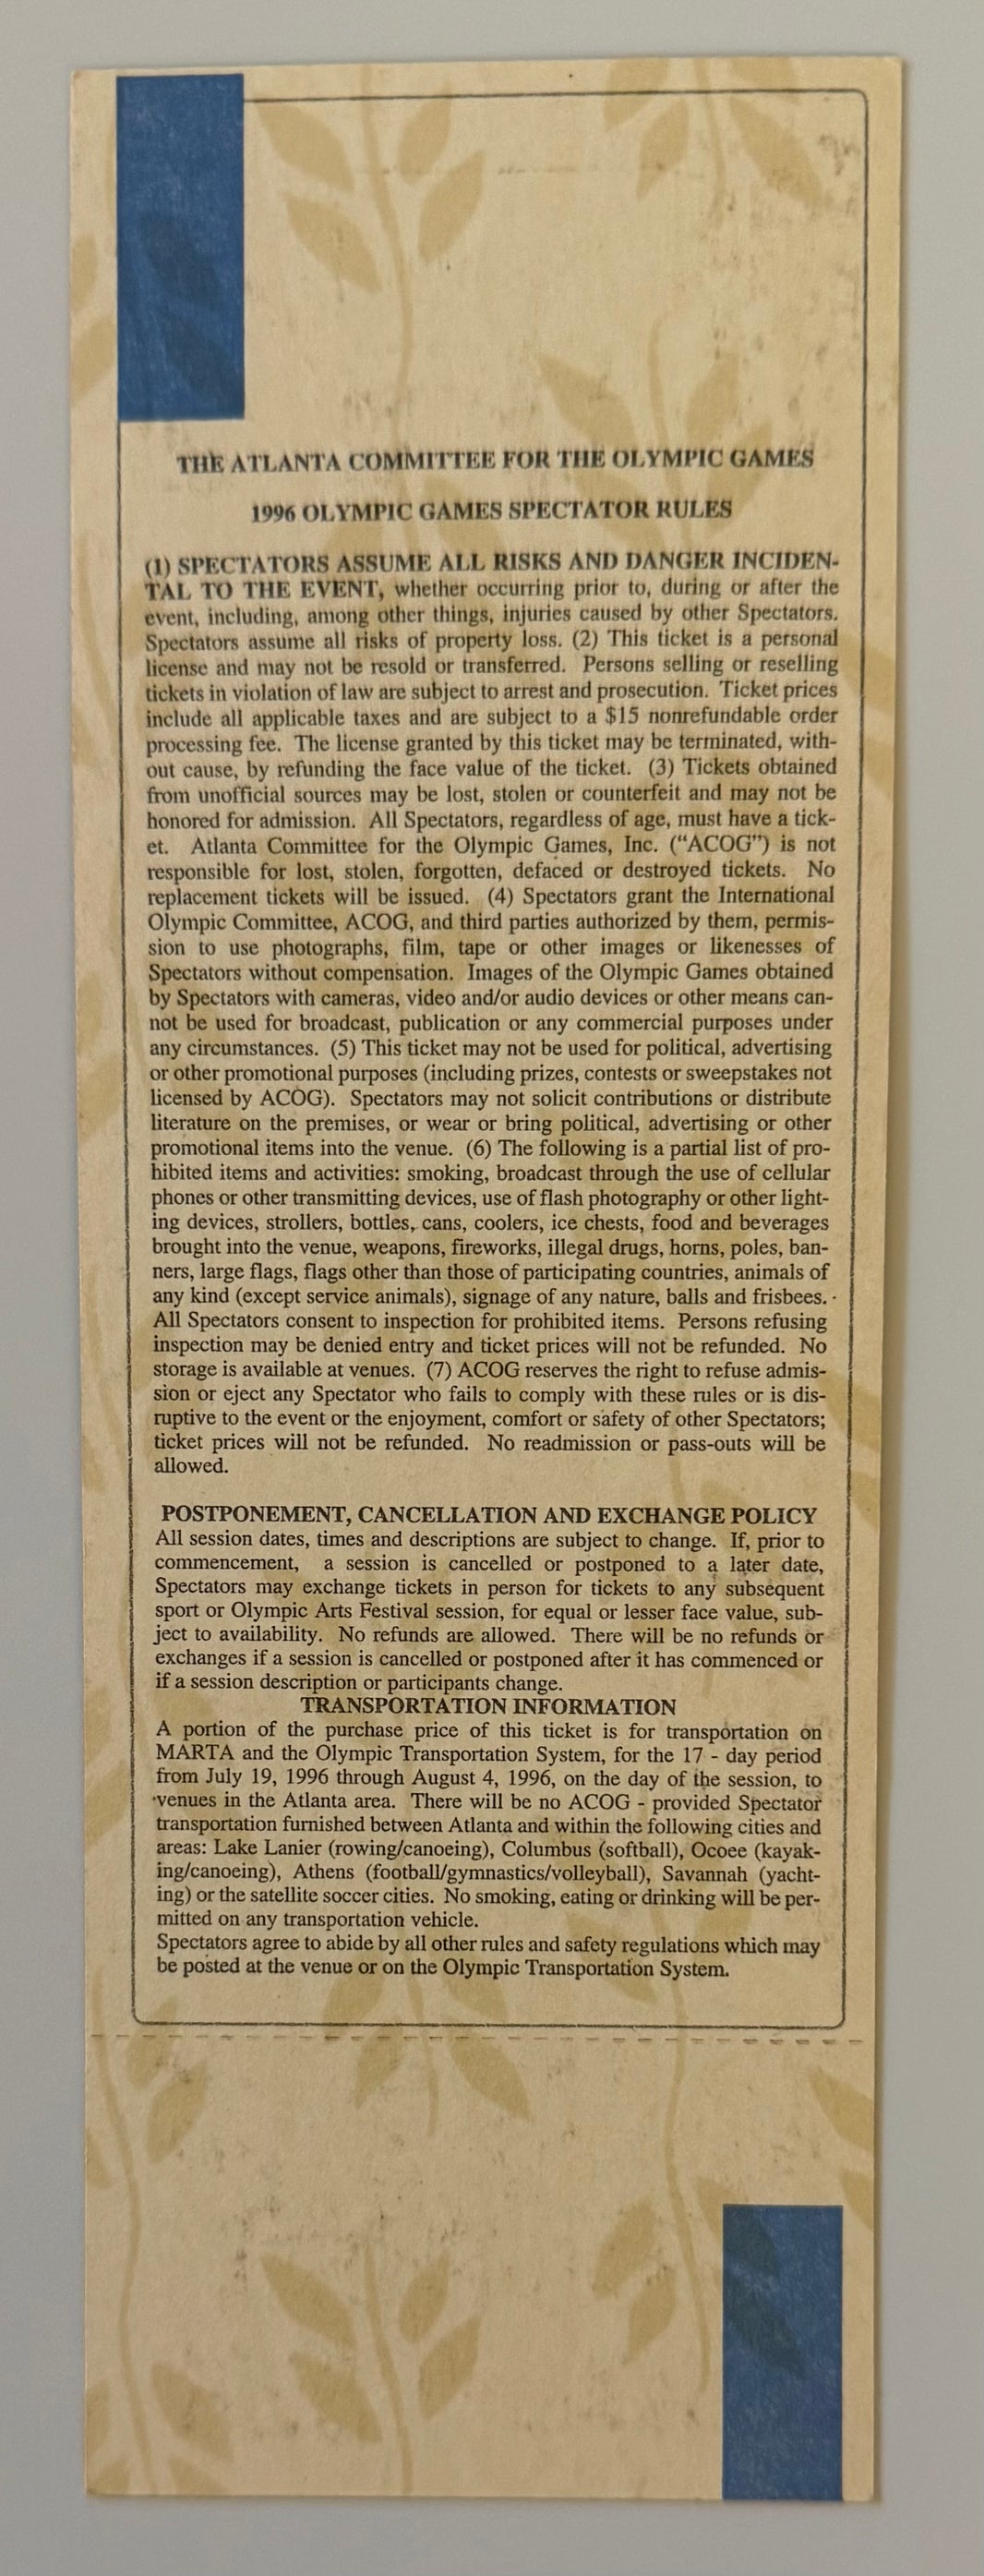 THE ATLANTA COMMITTEE FOR THE OLYMPIC GAMES
1996 OLYMPIC GAMES SPECTATOR RULES
(1) SPECTATORS ASSUME ALL RISKS AND DANGER INCIDEN-
TAL TO THE EVENT, whether occurring prior to, during or after the
event, including, among other things, injuries caused by other Spectators.
Spectators assume all risks of property loss. (2) This ticket is a personal
license and may not be resold or transferred. Persons selling or reselling
tickets in violation of law are subject to arrest and prosecution. Ticket prices
include all applicable taxes and are subject to a $15 nonrefundable order
processing fee. The license granted by this ticket may be terminated, with-
out cause, by refunding the face value of the ticket. (3) Tickets obtained
from unofficial sources may be lost, stolen or counterfeit and may not be
honored for admission. All Spectators, regardless of age, must have a tick-
et. Atlanta Committee for the Olympic Games, Inc. (“ACOG”) is not
responsible for lost, stolen, forgotten, defaced or destroyed tickets. No
replacement tickets will be issued. (4) Spectators grant the International
Olympic Committee, ACOG, and third parties authorized by them, permis-
sion to use photographs, film, tape or other images or likenesses of
Spectators without compensation. Images of the Olympic Games obtained
by Spectators with cameras, video and/or audio devices or other means can-
not be used for broadcast, publication or any commercial purposes under
any circumstances. (5) This ticket may not be used for political, advertising
or other promotional purposes (including prizes, contests or sweepstakes not
licensed by ACOG). Spectators may not solicit contributions or distribute
literature on the premises, or wear or bring political, advertising or other
promotional items into the venue. (6) The following is a partial list of pro-
hibited items and activities: smoking, broadcast through the use of cellular
phones or other transmitting devices, use of flash photography or other light-
ing devices, strollers, bottles, cans, coolers, ice chests, food and beverages
brought into the venue, weapons, fireworks, illegal drugs, horns, poles, ban-
ners, large flags, flags other than those of participating countries, animals of
any kind (except service animals), signage of any nature, balls and frisbees.
All Spectators consent to inspection for prohibited items. Persons refusing
inspection may be denied entry and ticket prices will not be refunded. No
storage is available at venues. (7) ACOG reserves the right to refuse admis-
sion or eject any Spectator who fails to comply with these rules or is dis-
ruptive to the event or the enjoyment, comfort or safety of other Spectators;
ticket prices will not be refunded. No readmission or pass-outs will be
allowed.
POSTPONEMENT, CANCELLATION AND EXCHANGE POLICY
All session dates, times and descriptions are subject to change. If, prior to
commencement, a session is cancelled or postponed to a later date,
Spectators may exchange tickets in person for tickets to any subsequent
sport or Olympic Arts Festival session, for equal or lesser face value, sub-
ject to availability. No refunds are allowed. There will be no refunds or
exchanges if a session is cancelled or postponed after it has commenced or
if a session description or participants change.
TRANSPORTATION INFORMATION
A portion of the purchase price of this ticket is for transportation on
MARTA and the Olympic Transportation System, for the 17 - day period
from July 19, 1996 through August 4, 1996, on the day of the session, to
venues in the Atlanta area. There will be no ACOG - provided Spectator
transportation furnished between Atlanta and within the following cities and
areas: Lake Lanier (rowing/canoeing), Columbus (softball), Ocoee (kayak-
ing/canoeing), Athens (football/gymnastics/volleyball), Savannah (yacht-
ing) or the satellite soccer cities. No smoking, eating or drinking will be per-
mitted on any transportation vehicle.
Spectators agree to abide by all other rules and safety regulations which may
be posted at the venue or on the Olympic Transportation System.